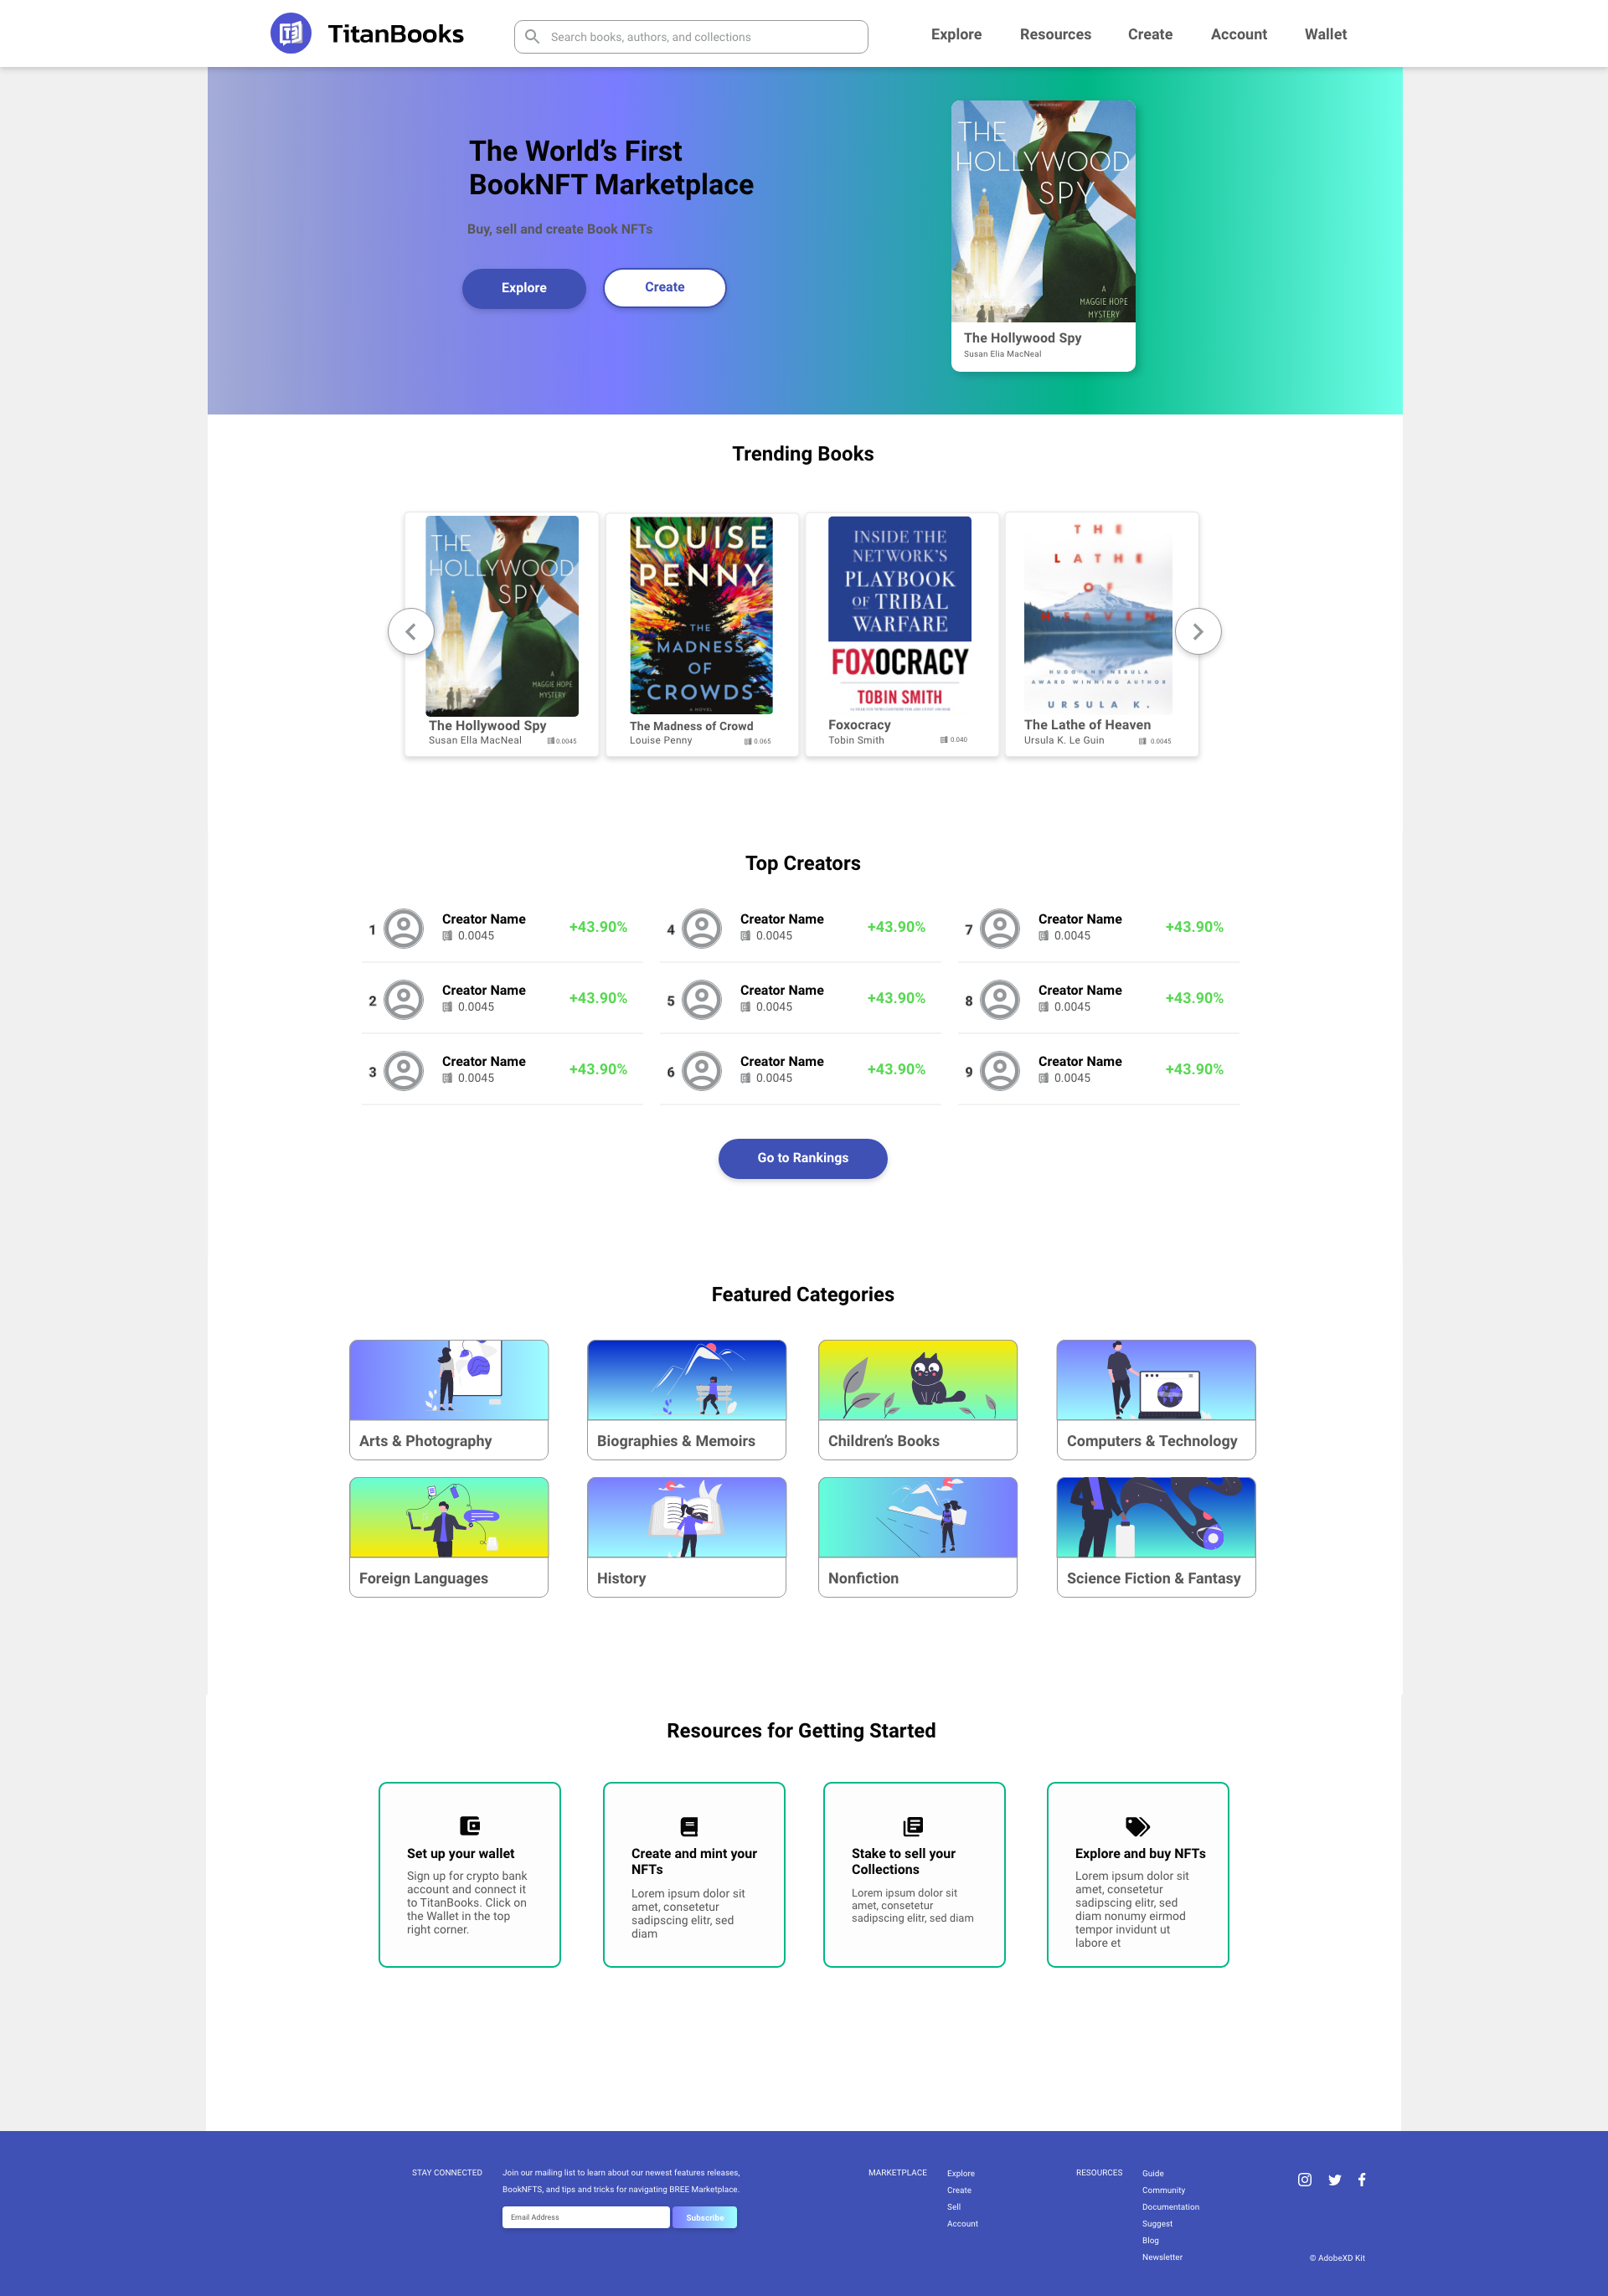 TitanBooks
Search books, authors, and collections
Explore
Resources
Create
Account
Wallet
The World’s First
BookNFT Marketplace
Buy, sell and create Book NFTs
Explore
Create
THE
HOLLYWOOD
SPY
A
MAGGIE HOPE
MYSTERY
The Hollywood Spy
Susan Elia MacNeal
Trending Books
THE
HOLLYWOOD
SPY
A
MAGGIE HOPE
MYSTERY
The Hollywood Spy
Susan Ella MacNeal
0.0045
LOUISE
PENNY
THE
MADNESS
OF
CROWDS
A NOVEL
The Madness of Crowd
Louise Penny
0.065
INSIDE THE
NETWORK'S
PLAYBOOK
OF TRIBAL
WARFARE
FOXOCRACY
TOBIN SMITH
Foxocracy
Tobin Smith
0.040
THE
LATHE
OF
HEAVEN
HUGO AND NEBULA
AWARD WINNING AUTHOR
URSULA K.
The Lathe of Heaven
Ursula K. Le Guin
0.0045
Top Creators
1
Creator Name
0.0045
+43.90%
4
Creator Name
0.0045
+43.90%
7
Creator Name
0.0045
+43.90%
2
Creator Name
0.0045
+43.90%
5
Creator Name
0.0045
+43.90%
8
Creator Name
0.0045
+43.90%
3
Creator Name
0.0045
+43.90%
6
Creator Name
0.0045
+43.90%
9
Creator Name
0.0045
+43.90%
Go to Rankings
Featured Categories
Arts & Photography
Biographies & Memoirs
Children’s Books
Computers & Technology
Foreign Languages
History
Nonfiction
Science Fiction & Fantasy
Resources for Getting Started
Set up your wallet
Sign up for crypto bank
account and connect it
to TitanBooks. Click on
the Wallet in the top
right corner.
Create and mint your
NFTs
Lorem ipsum dolor sit
amet, consetetur
sadipscing elitr, sed
diam
Stake to sell your
Collections
Lorem ipsum dolor sit
amet, consetetur
sadipscing elitr, sed diam
Explore and buy NFTs
Lorem ipsum dolor sit
amet, consetetur
sadipscing elitr, sed
diam nonumy eirmod
tempor invidunt ut
labore et
STAY CONNECTED
Join our mailing list to learn about our newest features releases,
BookNFTS, and tips and tricks for navigating BREE Marketplace.
Email Address
Subscribe
MARKETPLACE
Explore
Create
Sell
Account
RESOURCES
Guide
Community
Documentation
Suggest
Blog
Newsletter
© AdobeXD Kit